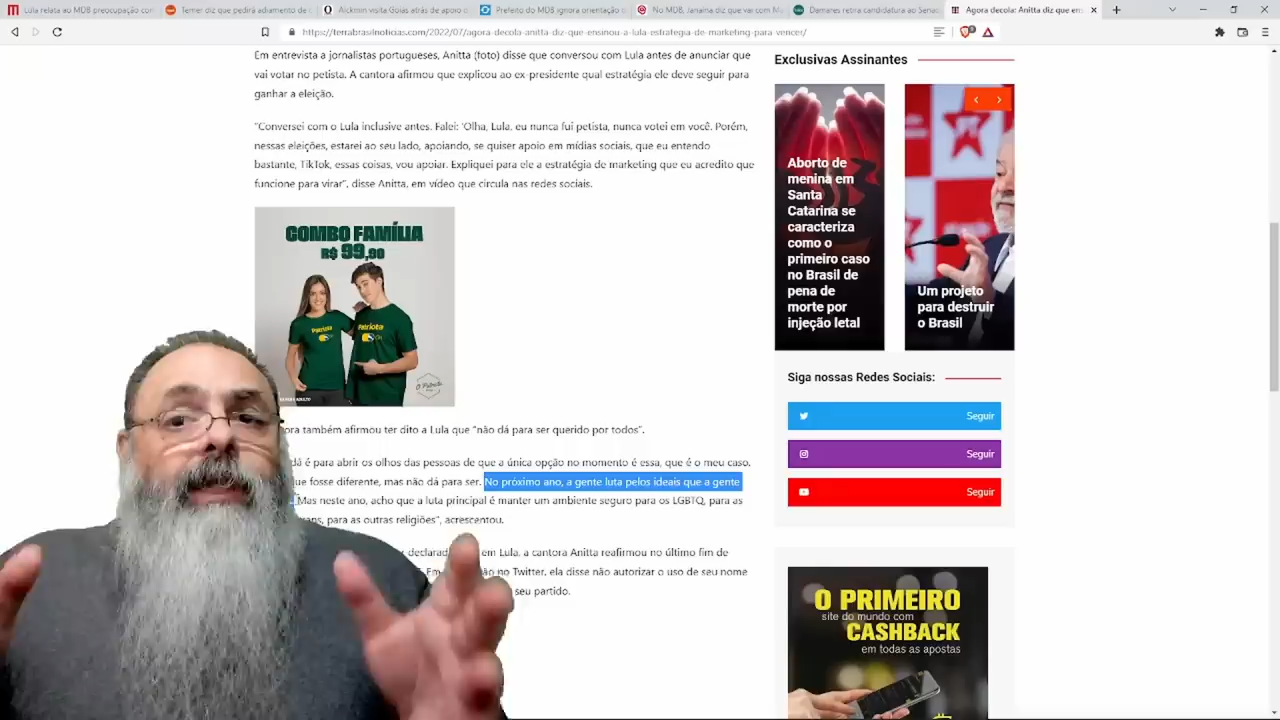 Lula relata ao MDB preocupação com
Temer diz que pedirá adiamento de c
Alckmin visita Goiás atrás de apoio d
Prefeito do MDB ignora orientação d
No MDB, Janaina diz que vai com Ma
Damares retira candidatura ao Senad
Agora decola: Anitta diz que ens
https://terrabrasilnoticias.com/2022/07/agora-decola-anitta-diz-que-ensinou-a-lula-estrategia-de-marketing-para-vencer/
Em entrevista a jornalistas portugueses, Anitta (foto) disse que conversou com Lula antes de anunciar que
vai votar no petista. A cantora afirmou que explicou ao ex-presidente qual estratégia ele deve seguir para
ganhar a eleição.
"Conversei com o Lula inclusive antes. Falei: 'Olha, Lula, eu nunca fui petista, nunca votei em você. Porém,
nessas eleições, estarei ao seu lado, apoiando, se quiser apoio em mídias sociais, que eu entendo
bastante, TikTok, essas coisas, vou apoiar. Expliquei para ele a estratégia de marketing que eu acredito que
funcione para virar", disse Anitta, em vídeo que circula nas redes sociais.
COMBO FAMÍLIA
R$ 99,90
Patriota
Patriota
O Patriota
ora também afirmou ter dito a Lula que "não dá para ser querido por todos".
dá é para abrir os olhos das pessoas de que a única opção no momento é essa, que é o meu caso.
ue fosse diferente, mas não dá para ser. No próximo ano, a gente luta pelos ideais que a gente
Mas neste ano, acho que a luta principal é manter um ambiente seguro para os LGBTQ, para as
ans, para as outras religiões", acrescentou.
declarad em Lula, a cantora Anitta reafirmou no último fim de
Em ão no Twitter, ela disse não autorizar o uso de seu nome
seu partido.
Exclusivas Assinantes
Aborto de
menina em
Santa
Catarina se
caracteriza
como o
primeiro caso
no Brasil de
pena de
morte por
injeção letal
Um projeto
para destruir
o Brasil
Siga nossas Redes Sociais:
Seguir
Seguir
Seguir
O PRIMEIRO
site do mundo com
CASHBACK
em todas as apostas